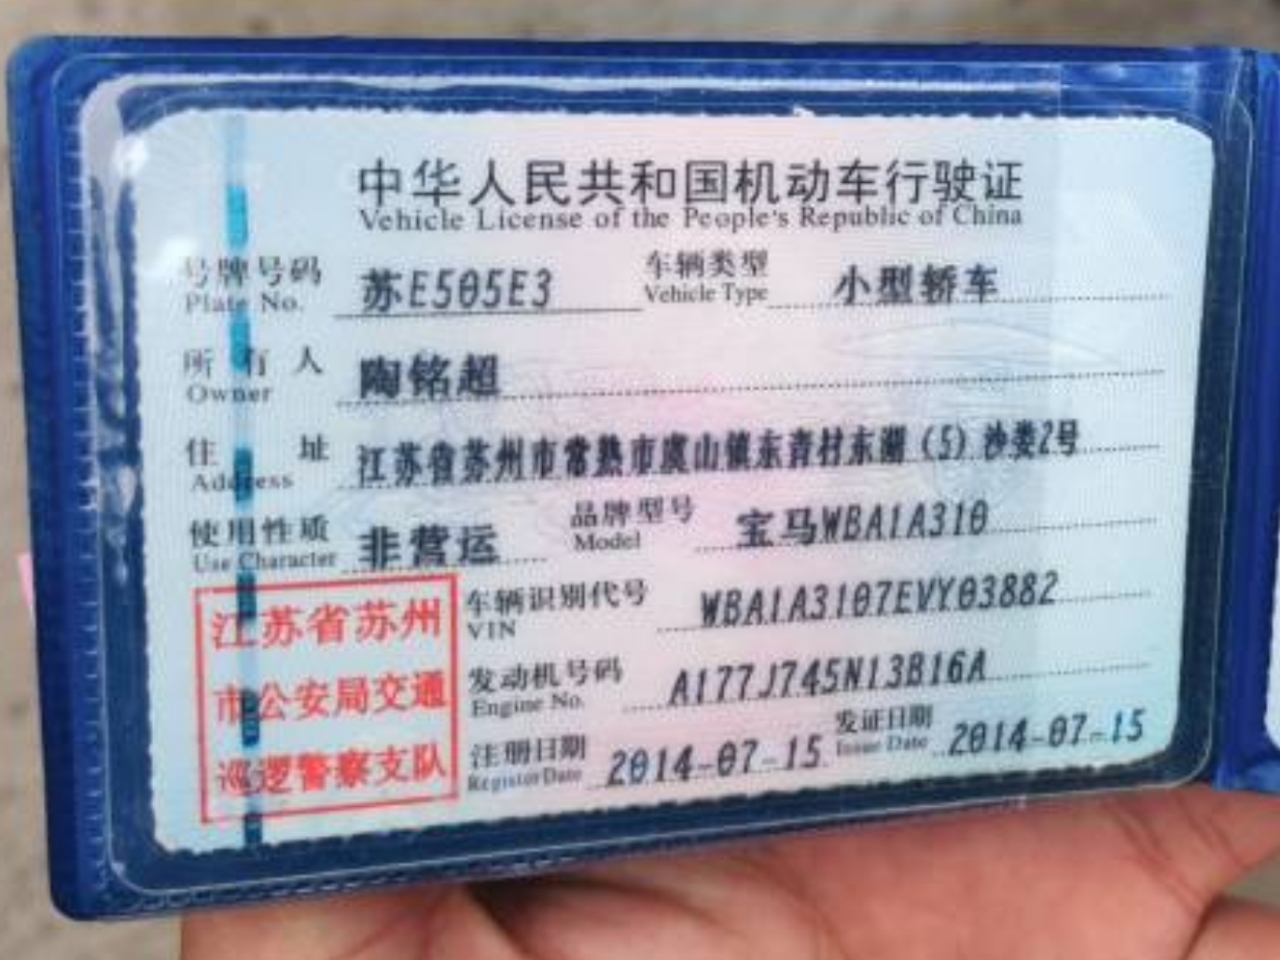 中华人民共和国机动车行驶证
Vehicle License of the People's Republic of China
号牌号码 苏E505E3 车辆类型 小型轿车
Plate No. Vehicle Type
所有人 陶铭超
Owner
住址 江苏省苏州市常熟市虞山镇东青村东湖(5)沙娄2号
Address
使用性质 非营运 品牌型号 宝马WBA1A310
Use Character Model
车辆识别代号 WBA1A3107EVY03882
VIN
发动机号码 A177J745N13B16A
Engine No.
注册日期 2014-07-15 发证日期 2014-07-15
Register Date Issue Date
江苏省苏州
市公安局交通
巡逻警察支队